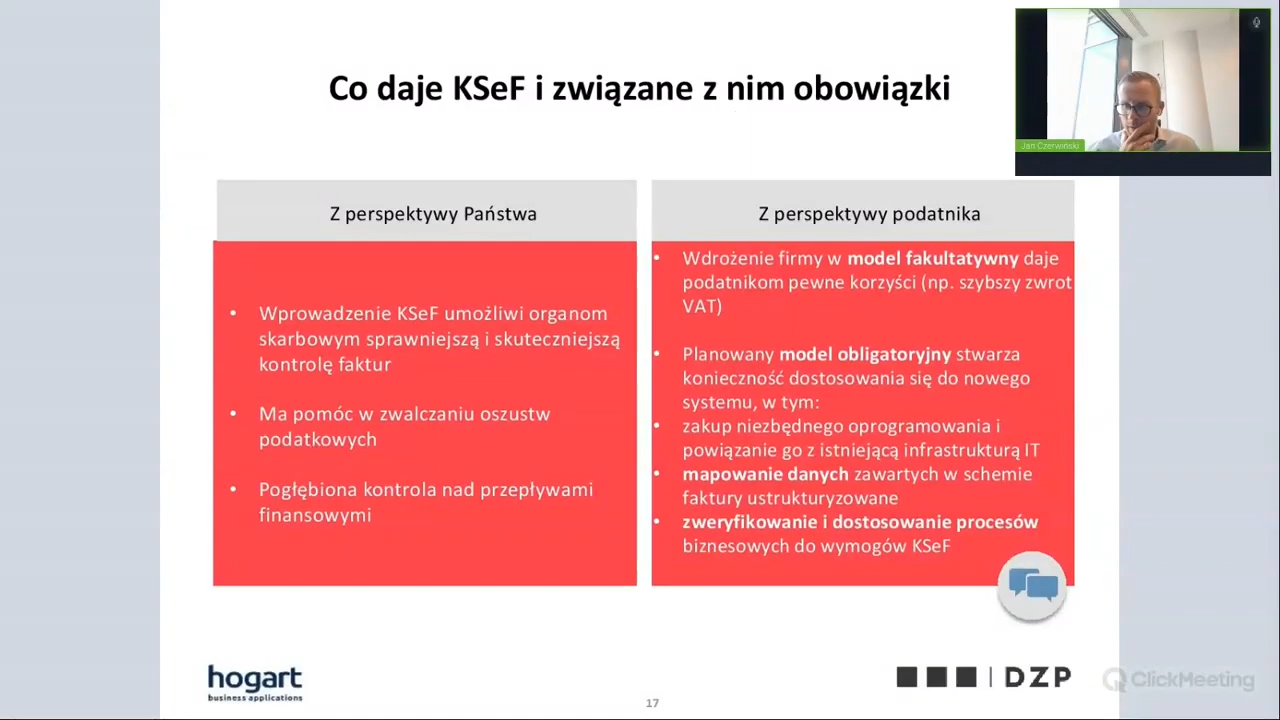 Co daje KSeF i związane z nim obowiązki
Jan Czerwiński
Z perspektywy Państwa
Wprowadzenie KSeF umożliwi organom
skarbowym sprawniejszą i skuteczniejszą
kontrolę faktur
Ma pomóc w zwalczaniu oszustw
podatkowych
Pogłębiona kontrola nad przepływami
finansowymi
Z perspektywy podatnika
Wdrożenie firmy w model fakultatywny daje
podatnikom pewne korzyści (np. szybszy zwrot
VAT)
Planowany model obligatoryjny stwarza
konieczność dostosowania się do nowego
systemu, w tym:
zakup niezbędnego oprogramowania i
powiązanie go z istniejącą infrastrukturą IT
mapowanie danych zawartych w schemie
faktury ustrukturyzowane
zweryfikowanie i dostosowanie procesów
biznesowych do wymogów KSeF
hogart
business applications
17
DZP
ClickMeeting